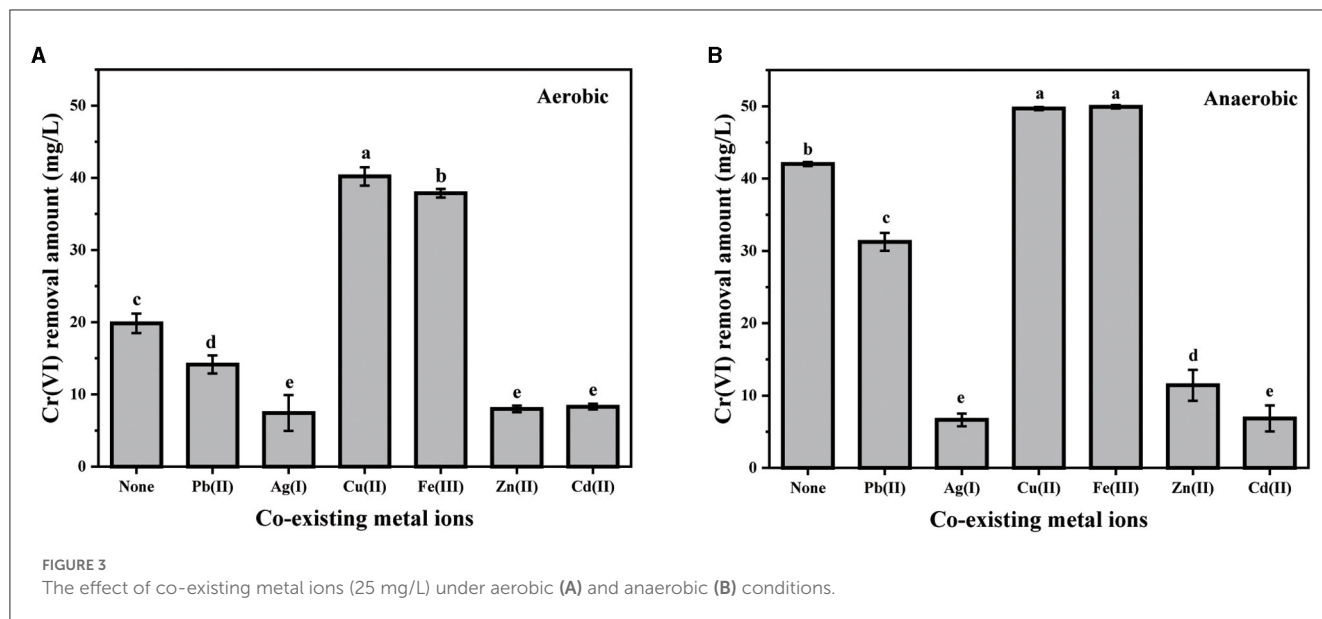 A
Aerobic
Cr(VI) removal amount (mg/L)
50
40
30
20
10
0
c
d
e
a
b
e
e
None Pb(II) Ag(I) Cu(II) Fe(III) Zn(II) Cd(II)
Co-existing metal ions
B
Anaerobic
Cr(VI) removal amount (mg/L)
50
40
30
20
10
0
b
c
e
a
a
d
e
None Pb(II) Ag(I) Cu(II) Fe(III) Zn(II) Cd(II)
Co-existing metal ions
FIGURE 3
The effect of co-existing metal ions (25 mg/L) under aerobic (A) and anaerobic (B) conditions.